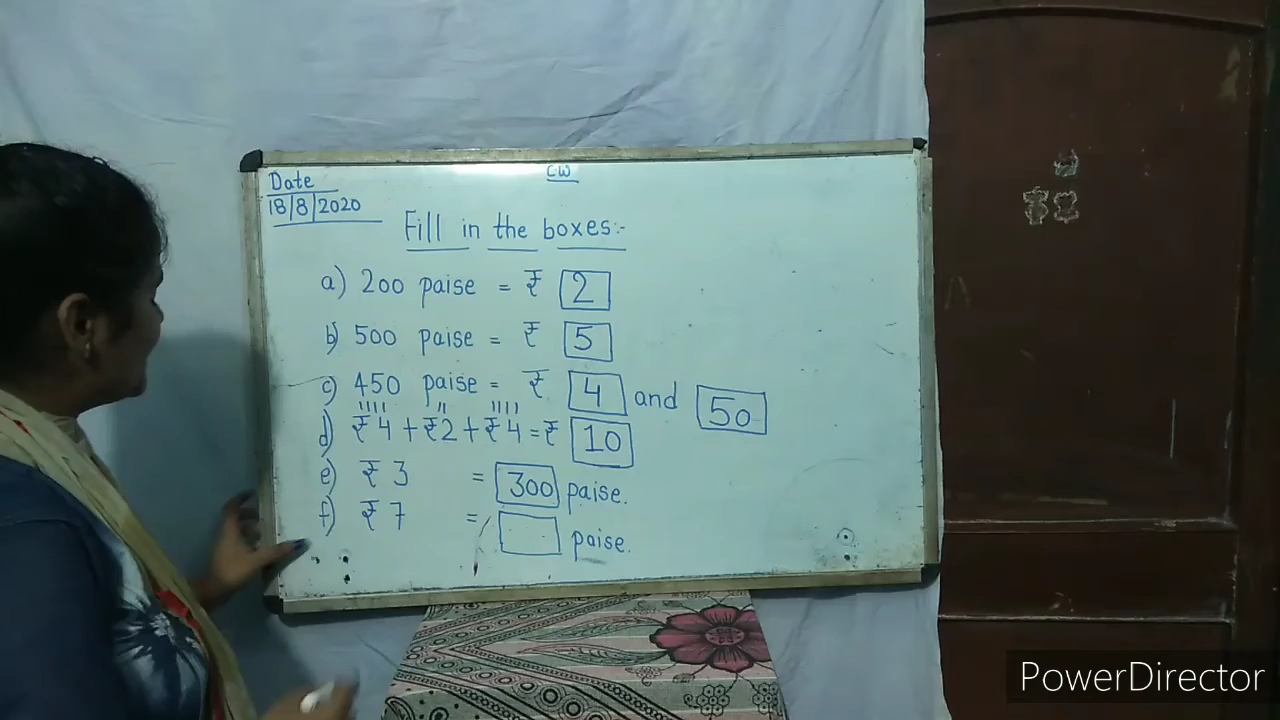 CW
Date
18/8/2020
Fill in the boxes:-
a) 200 paise = ₹ 2
b) 500 paise = ₹ 5
c) 450 paise = ₹ 4 and 50
d) ₹4 + ₹2 + ₹4 = ₹ 10
e) ₹ 3 = 300 paise.
f) ₹ 7 = paise.
PowerDirector